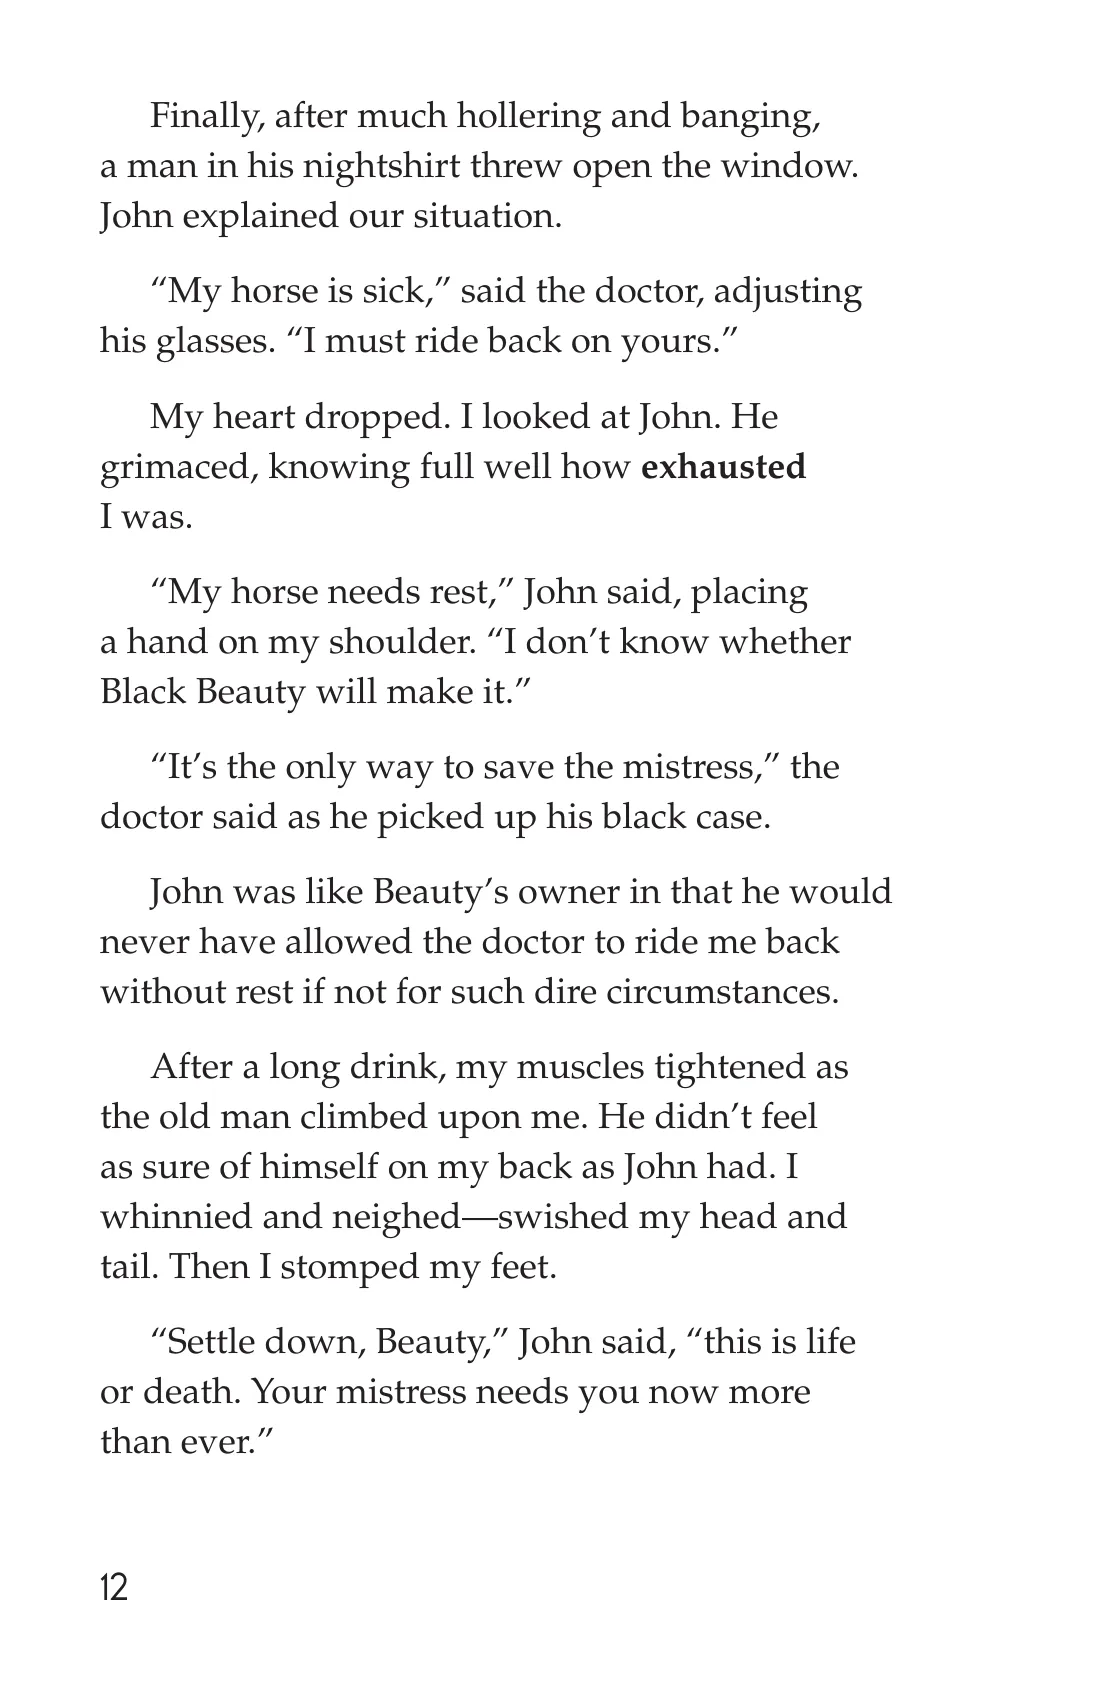 Finally, after much hollering and banging,
a man in his nightshirt threw open the window.
John explained our situation.
“My horse is sick,” said the doctor, adjusting
his glasses. “I must ride back on yours.”
My heart dropped. I looked at John. He
grimaced, knowing full well how exhausted
I was.
“My horse needs rest,” John said, placing
a hand on my shoulder. “I don’t know whether
Black Beauty will make it.”
“It’s the only way to save the mistress,” the
doctor said as he picked up his black case.
John was like Beauty’s owner in that he would
never have allowed the doctor to ride me back
without rest if not for such dire circumstances.
After a long drink, my muscles tightened as
the old man climbed upon me. He didn’t feel
as sure of himself on my back as John had. I
whinnied and neighed—swished my head and
tail. Then I stomped my feet.
“Settle down, Beauty,” John said, “this is life
or death. Your mistress needs you now more
than ever.”
12